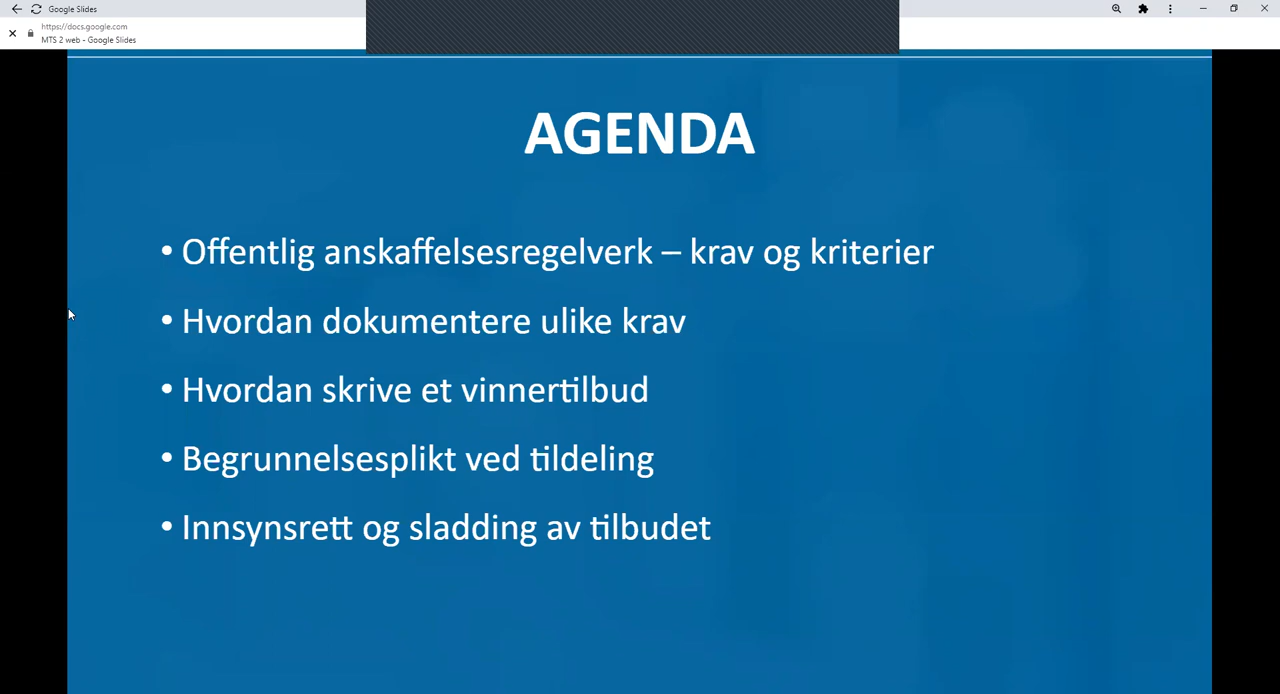 Google Slides
https://docs.google.com
MTS 2 web - Google Slides
AGENDA
• Offentlig anskaffelsesregelverk – krav og kriterier
• Hvordan dokumentere ulike krav
• Hvordan skrive et vinnertilbud
• Begrunnelsesplikt ved tildeling
• Innsynsrett og sladding av tilbudet